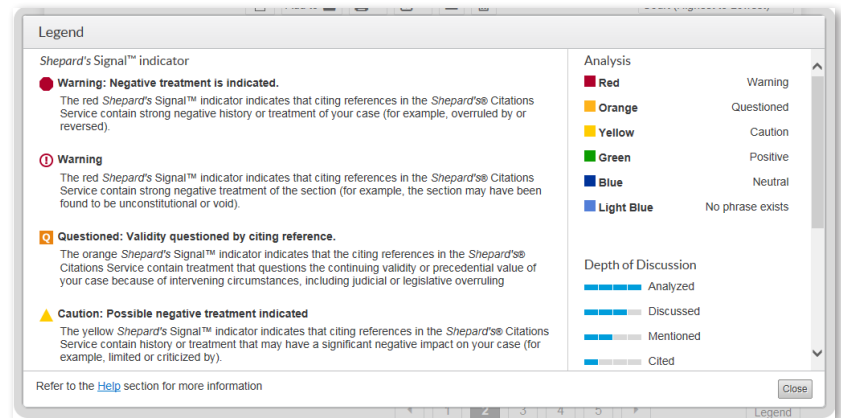 Legend
Shepard's Signal™ indicator
Warning: Negative treatment is indicated.
The red Shepard's Signal™ indicator indicates that citing references in the Shepard's® Citations
Service contain strong negative history or treatment of your case (for example, overruled by or
reversed).
Warning
The red Shepard's Signal™ indicator indicates that citing references in the Shepard's® Citations
Service contain strong negative treatment of the section (for example, the section may have been
found to be unconstitutional or void).
Q Questioned: Validity questioned by citing reference.
The orange Shepard's Signal™ indicator indicates that the citing references in the Shepard's®
Citations Service contain treatment that questions the continuing validity or precedential value of
your case because of intervening circumstances, including judicial or legislative overruling
Caution: Possible negative treatment indicated
The yellow Shepard's Signal™ indicator indicates that citing references in the Shepard's® Citations
Service contain history or treatment that may have a significant negative impact on your case (for
example, limited or criticized by).
Analysis
Red Warning
Orange Questioned
Yellow Caution
Green Positive
Blue Neutral
Light Blue No phrase exists
Depth of Discussion
Analyzed
Discussed
Mentioned
Cited
Refer to the Help section for more information
Close
1 2 3 4 5
Legend